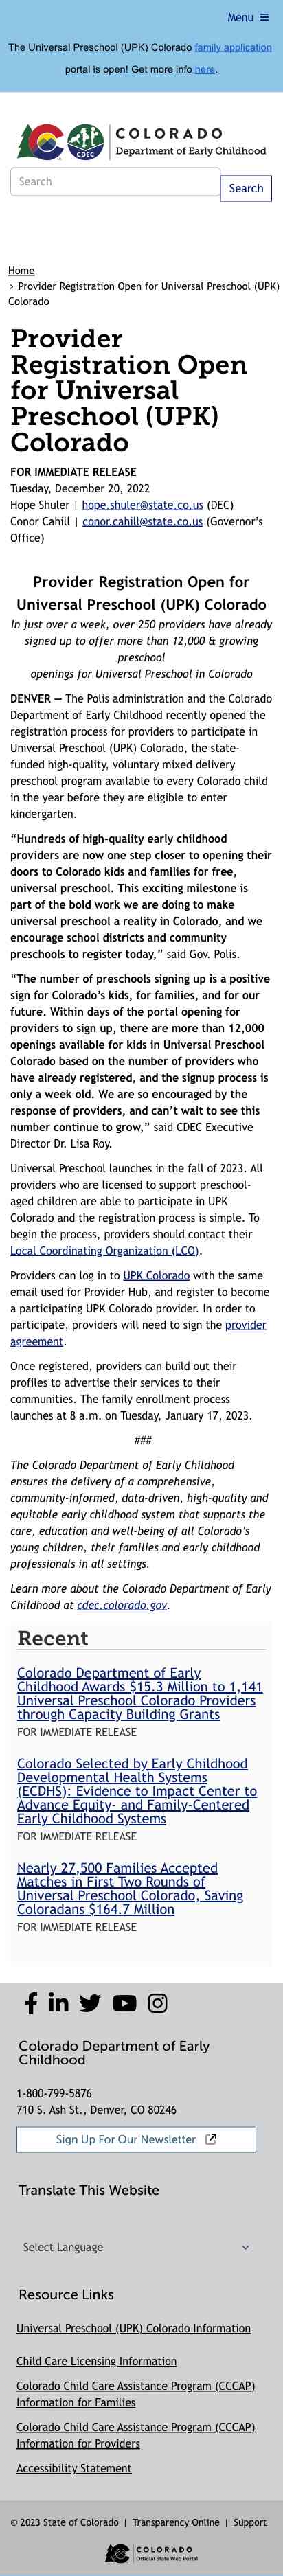 Menu
The Universal Preschool (UPK) Colorado family application
portal is open! Get more info here.
CDEC
COLORADO
Department of Early Childhood
Search
Search
Home
› Provider Registration Open for Universal Preschool (UPK)
Colorado
Provider
Registration Open
for Universal
Preschool (UPK)
Colorado
FOR IMMEDIATE RELEASE
Tuesday, December 20, 2022
Hope Shuler | hope.shuler@state.co.us (DEC)
Conor Cahill | conor.cahill@state.co.us (Governor’s
Office)
Provider Registration Open for
Universal Preschool (UPK) Colorado
In just over a week, over 250 providers have already
signed up to offer more than 12,000 & growing
preschool
openings for Universal Preschool in Colorado
DENVER — The Polis administration and the Colorado
Department of Early Childhood recently opened the
registration process for providers to participate in
Universal Preschool (UPK) Colorado, the state-
funded high-quality, voluntary mixed delivery
preschool program available to every Colorado child
in the year before they are eligible to enter
kindergarten.
“Hundreds of high-quality early childhood
providers are now one step closer to opening their
doors to Colorado kids and families for free,
universal preschool. This exciting milestone is
part of the bold work we are doing to make
universal preschool a reality in Colorado, and we
encourage school districts and community
preschools to register today,” said Gov. Polis.
“The number of preschools signing up is a positive
sign for Colorado’s kids, for families, and for our
future. Within days of the portal opening for
providers to sign up, there are more than 12,000
openings available for kids in Universal Preschool
Colorado based on the number of providers who
have already registered, and the signup process is
only a week old. We are so encouraged by the
response of providers, and can’t wait to see this
number continue to grow,” said CDEC Executive
Director Dr. Lisa Roy.
Universal Preschool launches in the fall of 2023. All
providers who are licensed to support preschool-
aged children are able to participate in UPK
Colorado and the registration process is simple. To
begin the process, providers should contact their
Local Coordinating Organization (LCO).
Providers can log in to UPK Colorado with the same
email used for Provider Hub, and register to become
a participating UPK Colorado provider. In order to
participate, providers will need to sign the provider
agreement.
Once registered, providers can build out their
profiles to advertise their services to their
communities. The family enrollment process
launches at 8 a.m. on Tuesday, January 17, 2023.
###
The Colorado Department of Early Childhood
ensures the delivery of a comprehensive,
community-informed, data-driven, high-quality and
equitable early childhood system that supports the
care, education and well-being of all Colorado’s
young children, their families and early childhood
professionals in all settings.
Learn more about the Colorado Department of Early
Childhood at cdec.colorado.gov.
Recent
Colorado Department of Early
Childhood Awards $15.3 Million to 1,141
Universal Preschool Colorado Providers
through Capacity Building Grants
FOR IMMEDIATE RELEASE
Colorado Selected by Early Childhood
Developmental Health Systems
(ECDHS): Evidence to Impact Center to
Advance Equity- and Family-Centered
Early Childhood Systems
FOR IMMEDIATE RELEASE
Nearly 27,500 Families Accepted
Matches in First Two Rounds of
Universal Preschool Colorado, Saving
Coloradans $164.7 Million
FOR IMMEDIATE RELEASE
Colorado Department of Early
Childhood
1-800-799-5876
710 S. Ash St., Denver, CO 80246
Sign Up For Our Newsletter
Translate This Website
Select Language
Resource Links
Universal Preschool (UPK) Colorado Information
Child Care Licensing Information
Colorado Child Care Assistance Program (CCCAP)
Information for Families
Colorado Child Care Assistance Program (CCCAP)
Information for Providers
Accessibility Statement
© 2023 State of Colorado | Transparency Online | Support
COLORADO
Official State Web Portal